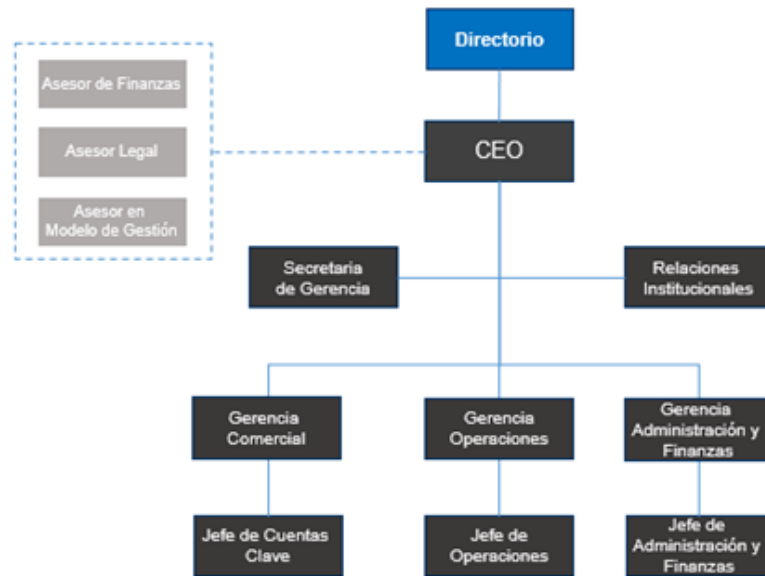 Directorio
Asesor de Finanzas
Asesor Legal
Asesor en
Modelo de Gestión
CEO
Secretaria
de Gerencia
Relaciones
Institucionales
Gerencia
Comercial
Gerencia
Operaciones
Gerencia
Administración y
Finanzas
Jefe de Cuentas
Clave
Jefe de
Operaciones
Jefe de
Administración y
Finanzas